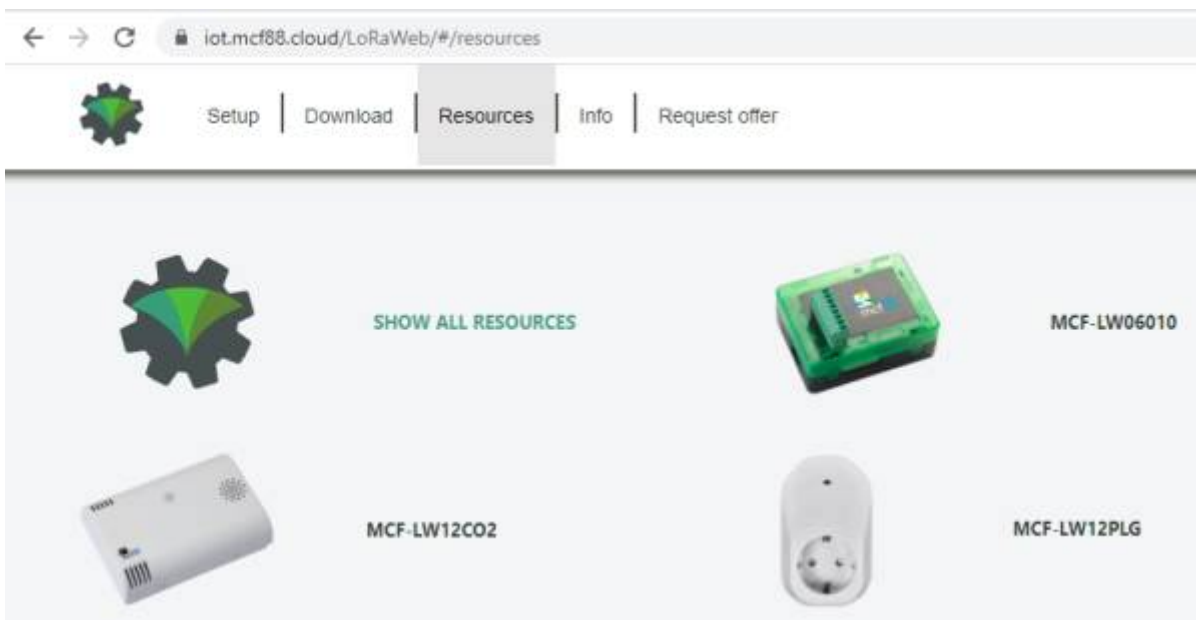 iot.mcf88.cloud/LoRaWeb/#/resources
Setup Download Resources Info Request offer
SHOW ALL RESOURCES
MCF-LW06010
MCF-LW12CO2
MCF-LW12PLG